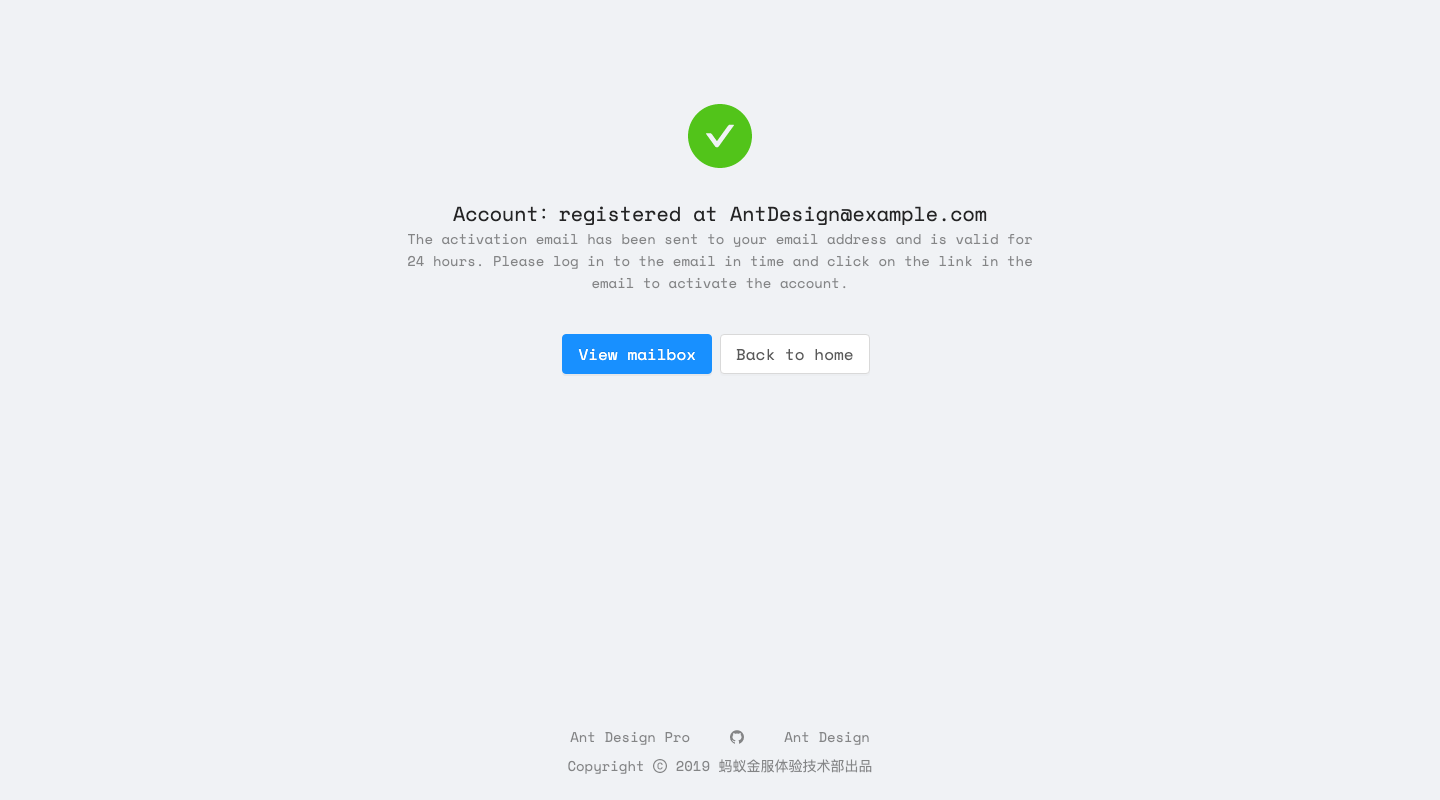 Account：registered at AntDesign@example.com
The activation email has been sent to your email address and is valid for
24 hours. Please log in to the email in time and click on the link in the
email to activate the account.
View mailbox Back to home
Ant Design Pro Ant Design
Copyright © 2019 蚂蚁金服体验技术部出品